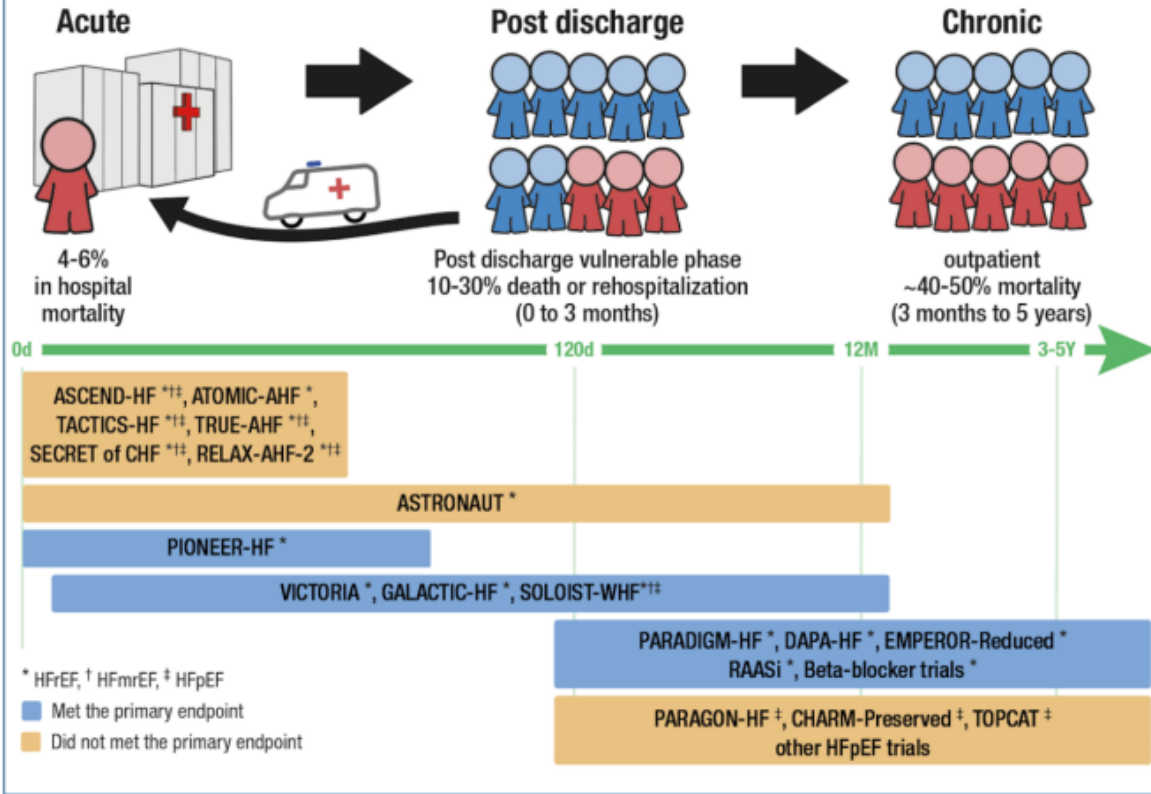 Acute
Post discharge
Chronic
4-6%
in hospital
mortality
Post discharge vulnerable phase
10-30% death or rehospitalization
(0 to 3 months)
outpatient
~40-50% mortality
(3 months to 5 years)
0d
120d
12M
3-5Y
ASCEND-HF *†‡, ATOMIC-AHF *,
TACTICS-HF *†‡, TRUE-AHF *†‡,
SECRET of CHF *†‡, RELAX-AHF-2 *†‡
ASTRONAUT *
PIONEER-HF *
VICTORIA *, GALACTIC-HF *, SOLOIST-WHF*†‡
PARADIGM-HF *, DAPA-HF *, EMPEROR-Reduced *
RAASi *, Beta-blocker trials *
PARAGON-HF ‡, CHARM-Preserved ‡, TOPCAT ‡
other HFpEF trials
* HFrEF, † HFmrEF, ‡ HFpEF
Met the primary endpoint
Did not met the primary endpoint